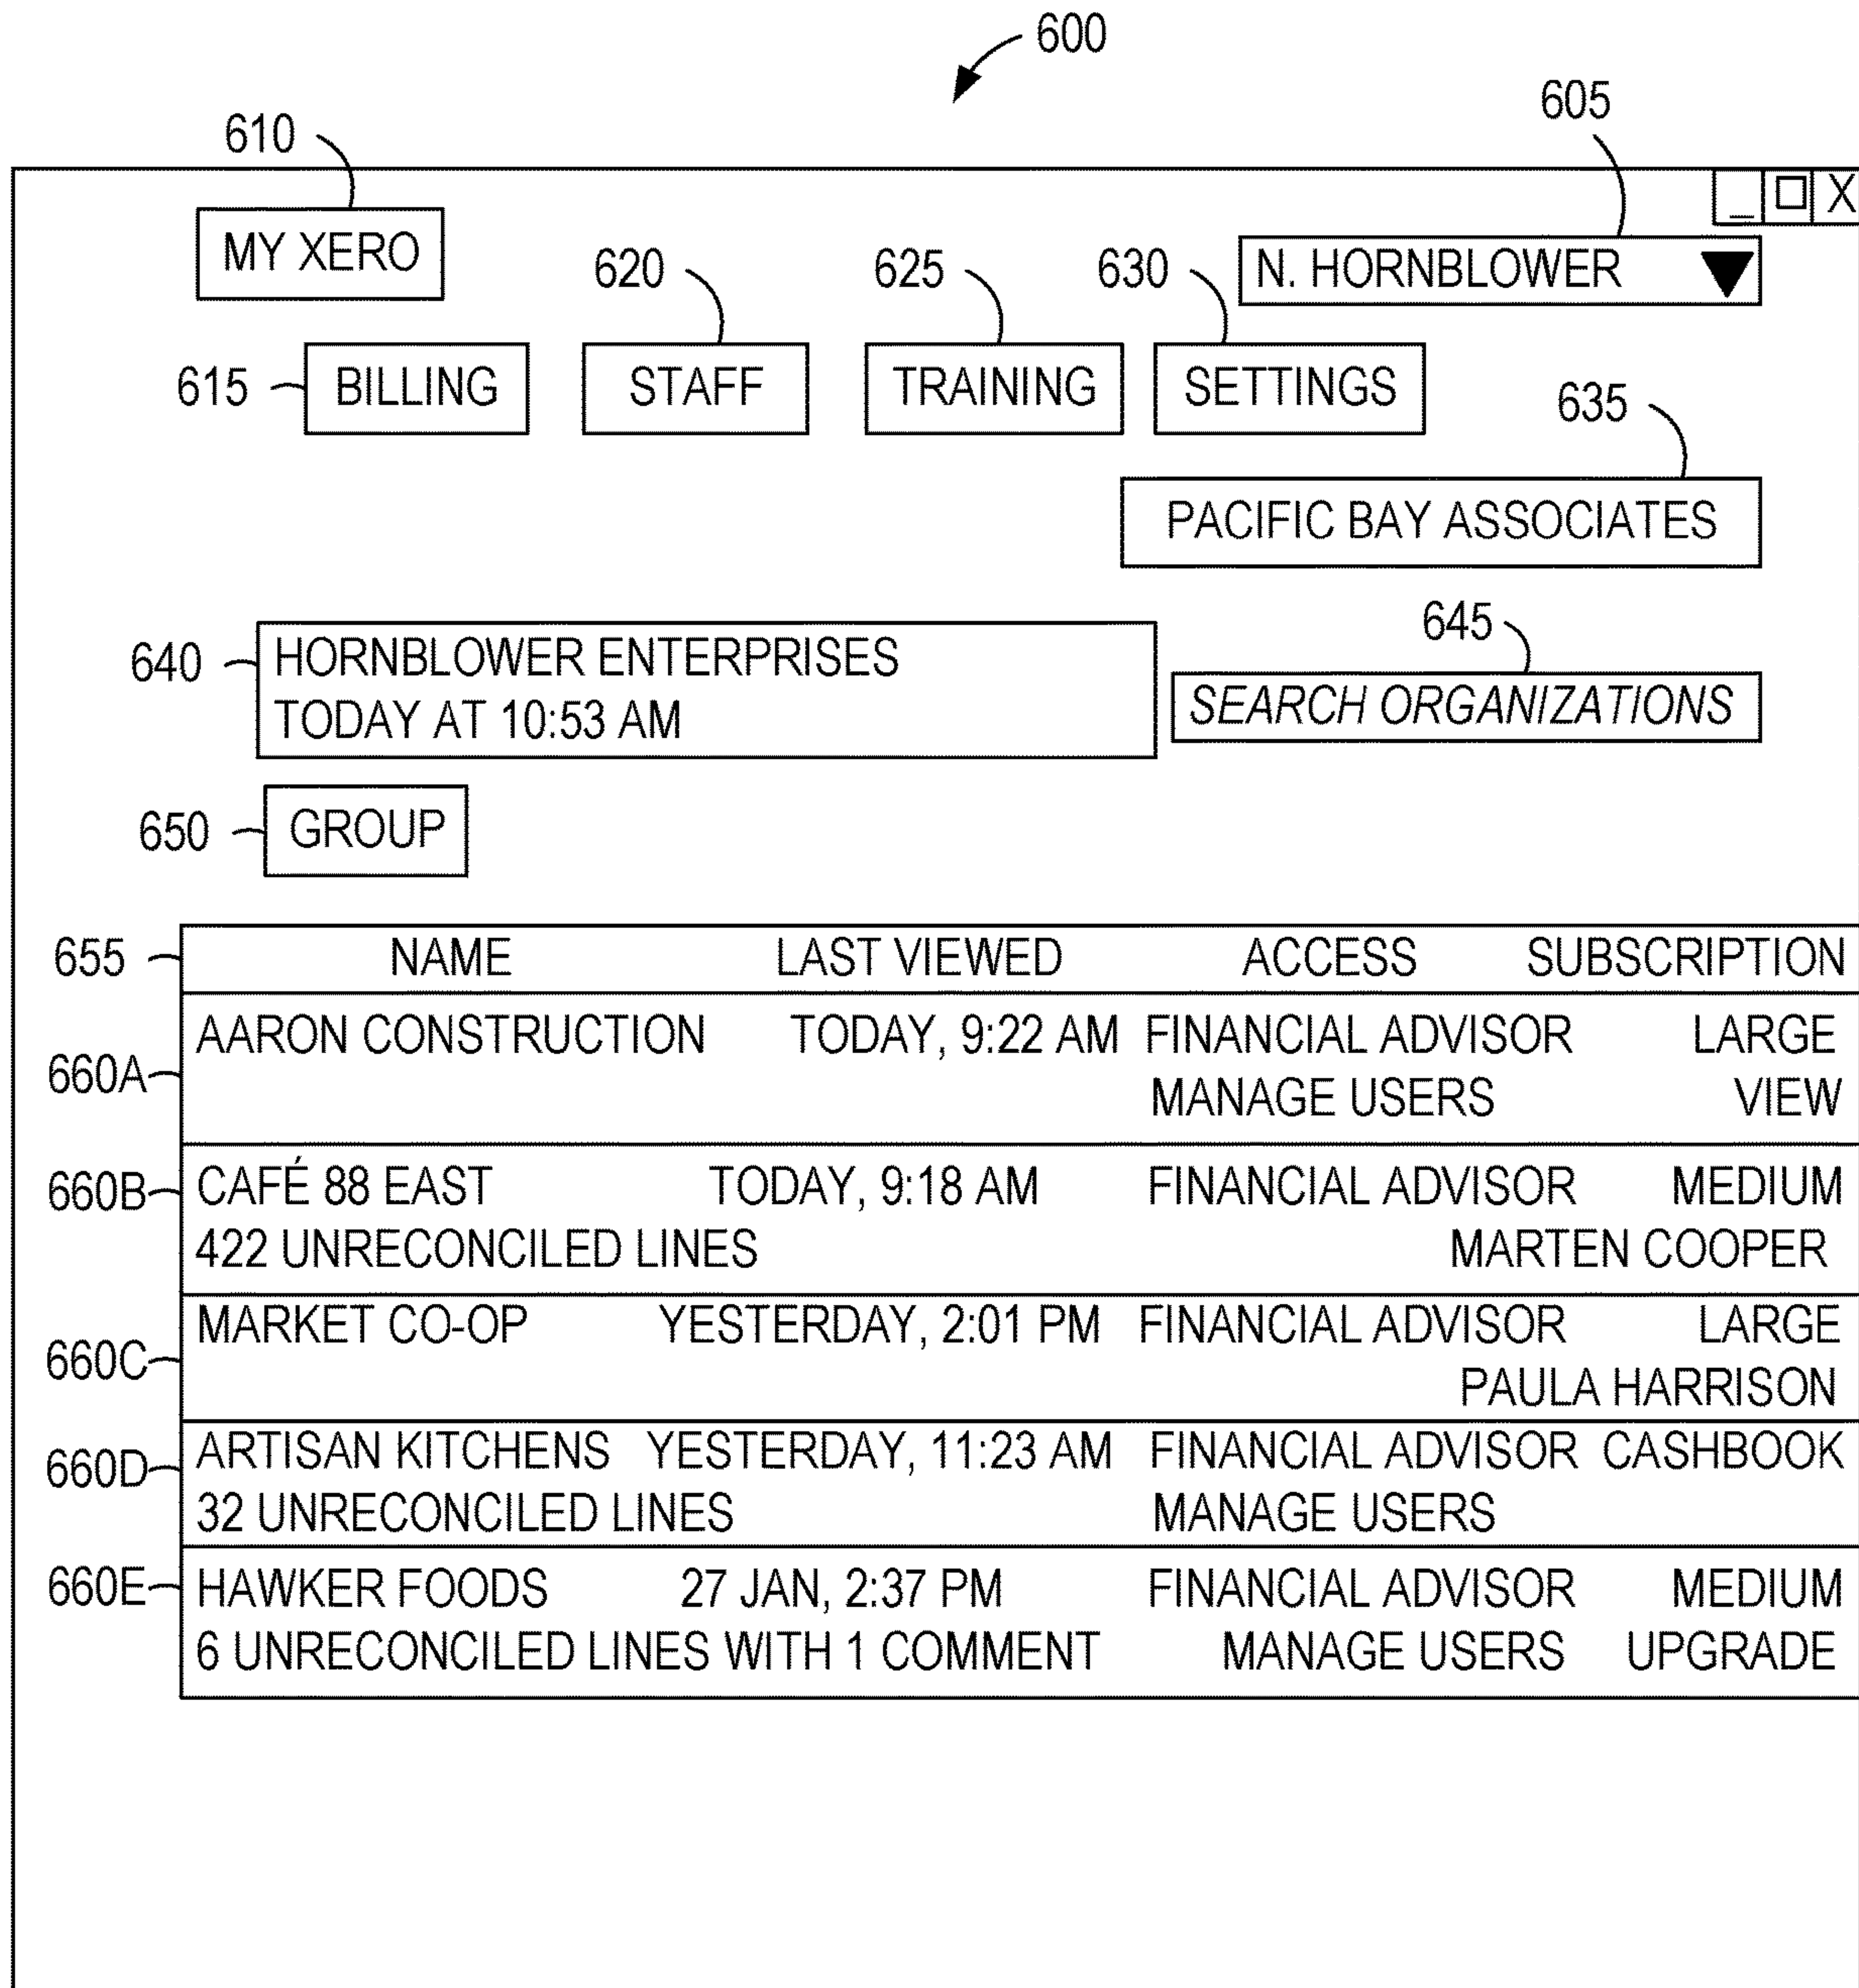 600
605
610
MY XERO
620
625
630
N. HORNBLOWER
615
BILLING
STAFF
TRAINING
SETTINGS
635
PACIFIC BAY ASSOCIATES
640
HORNBLOWER ENTERPRISES
TODAY AT 10:53 AM
645
SEARCH ORGANIZATIONS
650
GROUP
655
NAME LAST VIEWED ACCESS SUBSCRIPTION
660A
AARON CONSTRUCTION TODAY, 9:22 AM FINANCIAL ADVISOR LARGE
MANAGE USERS VIEW
660B
CAFÉ 88 EAST TODAY, 9:18 AM FINANCIAL ADVISOR MEDIUM
422 UNRECONCILED LINES MARTEN COOPER
660C
MARKET CO-OP YESTERDAY, 2:01 PM FINANCIAL ADVISOR LARGE
PAULA HARRISON
660D
ARTISAN KITCHENS YESTERDAY, 11:23 AM FINANCIAL ADVISOR CASHBOOK
32 UNRECONCILED LINES MANAGE USERS
660E
HAWKER FOODS 27 JAN, 2:37 PM FINANCIAL ADVISOR MEDIUM
6 UNRECONCILED LINES WITH 1 COMMENT MANAGE USERS UPGRADE